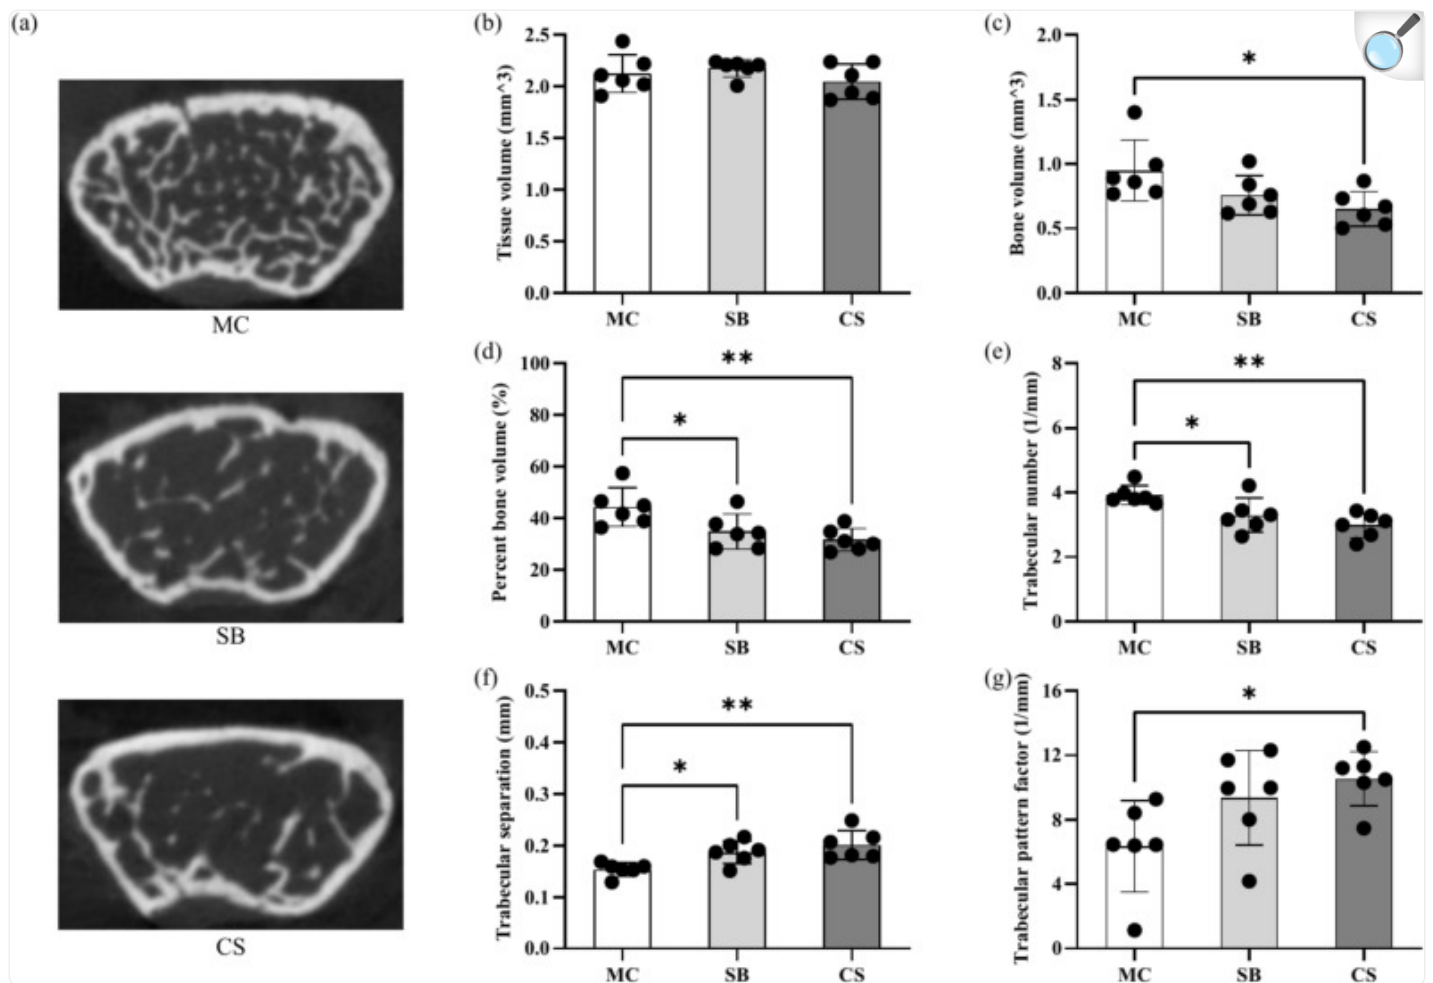 (a)
MC
SB
CS
(b)
Tissue volume (mm^3)
2.5
2.0
1.5
1.0
0.5
0.0
MC SB CS
(c)
Bone volume (mm^3)
2.0
1.5
1.0
0.5
0.0
*
MC SB CS
(d)
Percent bone volume (%)
100
80
60
40
20
0
**
*
MC SB CS
(e)
Trabecular number (1/mm)
8
6
4
2
0
**
*
MC SB CS
(f)
Trabecular separation (mm)
0.5
0.4
0.3
0.2
0.1
0.0
**
*
MC SB CS
(g)
Trabecular pattern factor (1/mm)
16
12
8
4
0
*
MC SB CS